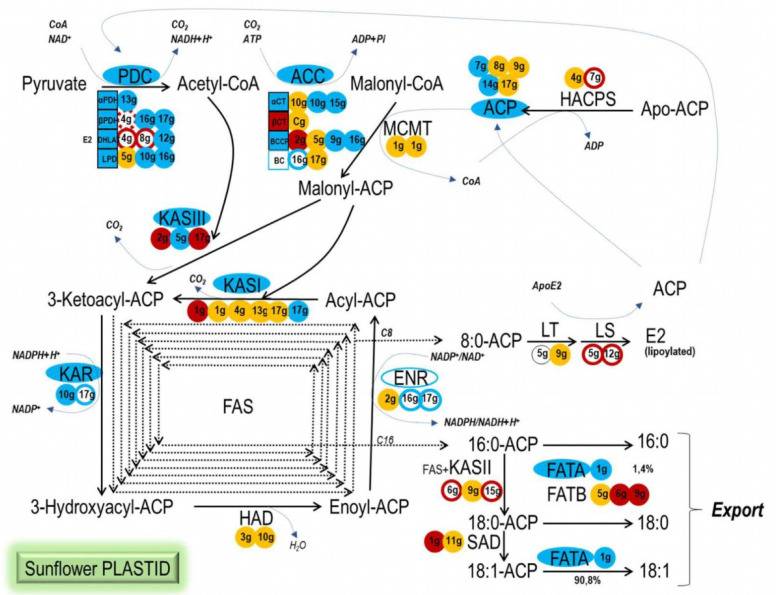 CoA
NAD⁺
CO₂
NADH+H⁺
CO₂
ATP
ADP+Pi
Pyruvate
PDC
Acetyl-CoA
ACC
Malonyl-CoA
7g 8g 9g
14g 17g
ACP
4g 7g
HACPS
Apo-ACP
ADP
αPDH 13g
βPDH 4g 16g 17g
E2 DHLA 4g 8g 12g
LPD 5g 10g 16g
αCT 10g 10g 15g
βCT Cg
BCCP 2g 5g 9g 16g
BC 16g 17g
MCMT
1g 1g
CoA
Malonyl-ACP
CO₂
KASIII
2g 5g 17g
CO₂
KASI
1g 1g 4g 13g 17g 17g
3-Ketoacyl-ACP
Acyl-ACP
ApoE2
ACP
C8
8:0-ACP
LT
5g 9g
LS
5g 12g
E2
(lipoylated)
NADPH+H⁺
KAR
10g 17g
NADP⁺
FAS
NADP⁺/NAD⁺
ENR
2g 16g 17g
NADPH/NADH+H⁺
C16
16:0-ACP
16:0
FAS+KASII
6g 9g 15g
FATA 1g 1,4%
FATB 5g 6g 9g
Export
3-Hydroxyacyl-ACP
HAD
3g 10g
H₂O
Enoyl-ACP
18:0-ACP
18:0
1g 11g SAD
FATA 1g
18:1-ACP
90,8%
18:1
Sunflower PLASTID